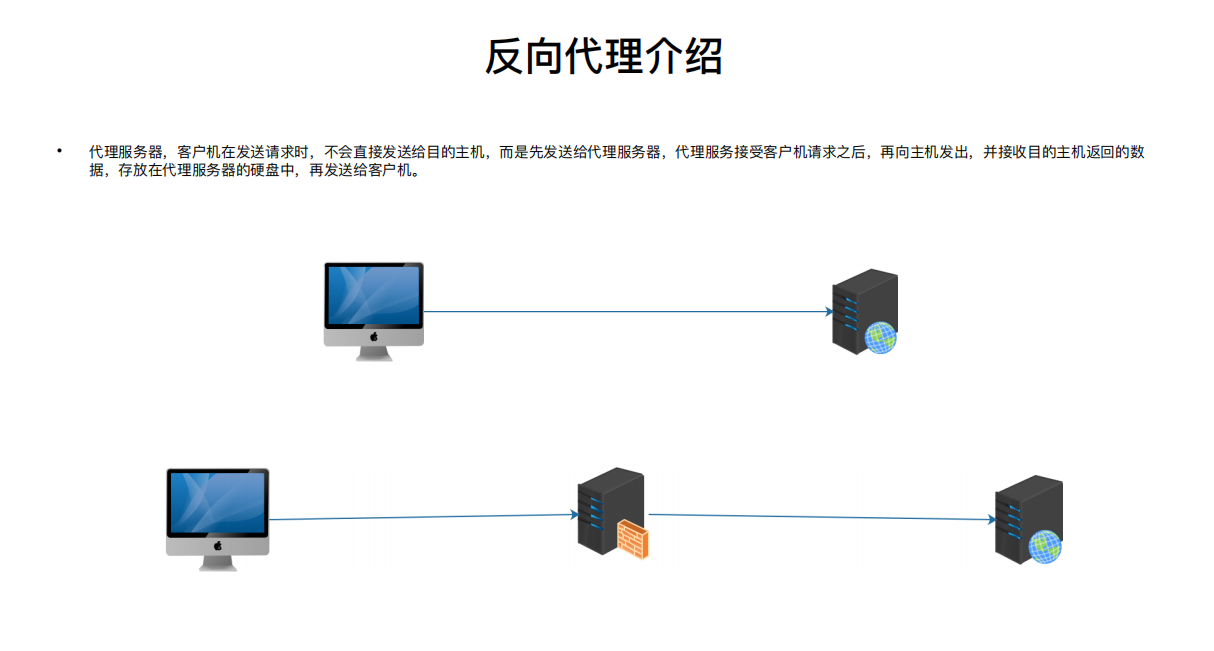 反向代理介绍
• 代理服务器，客户机在发送请求时，不会直接发送给目的主机，而是先发送给代理服务器，代理服务接受客户机请求之后，再向主机发出，并接收目的主机返回的数
据，存放在代理服务器的硬盘中，再发送给客户机。